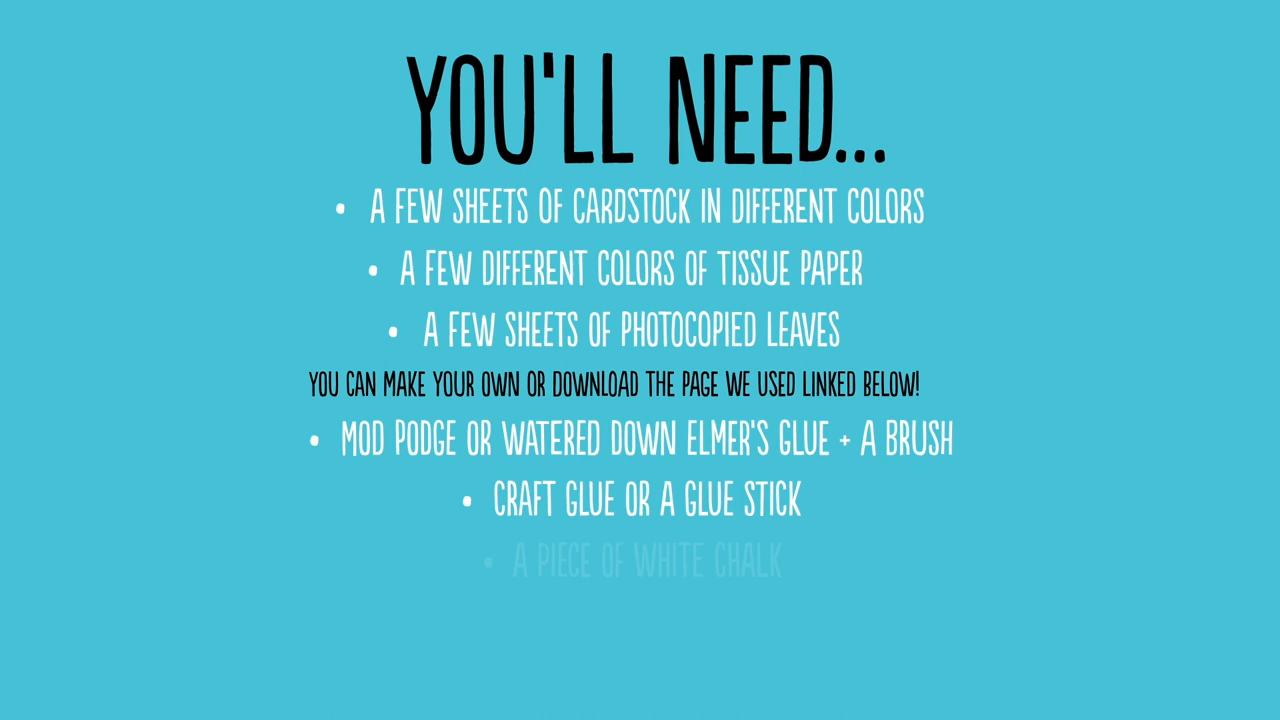 YOU'LL NEED...
• A FEW SHEETS OF CARDSTOCK IN DIFFERENT COLORS
• A FEW DIFFERENT COLORS OF TISSUE PAPER
• A FEW SHEETS OF PHOTOCOPIED LEAVES
YOU CAN MAKE YOUR OWN OR DOWNLOAD THE PAGE WE USED LINKED BELOW!
• MOD PODGE OR WATERED DOWN ELMER'S GLUE + A BRUSH
• CRAFT GLUE OR A GLUE STICK
• A PIECE OF WHITE CHALK